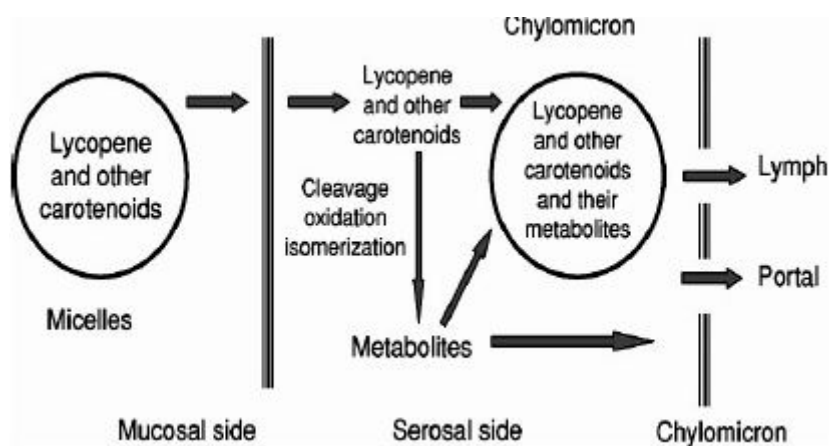 Chylomicron
Lycopene
and other
carotenoids
Lycopene
and other
carotenoids
Lycopene
and other
carotenoids
and their
metabolites
Cleavage
oxidation
isomerization
Lymph
Portal
Micelles
Metabolites
Mucosal side
Serosal side
Chylomicron